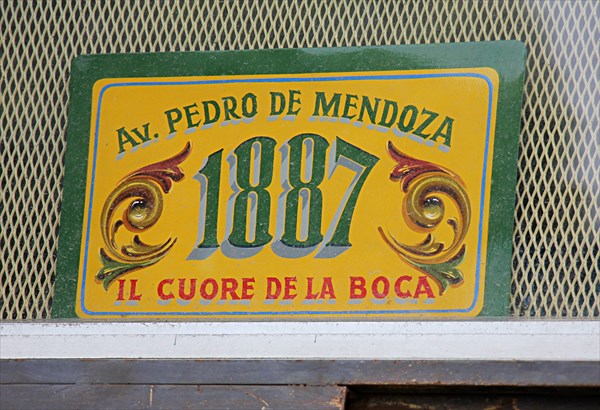 Av. PEDRO DE MENDOZA
1887
IL CUORE DE LA BOCA